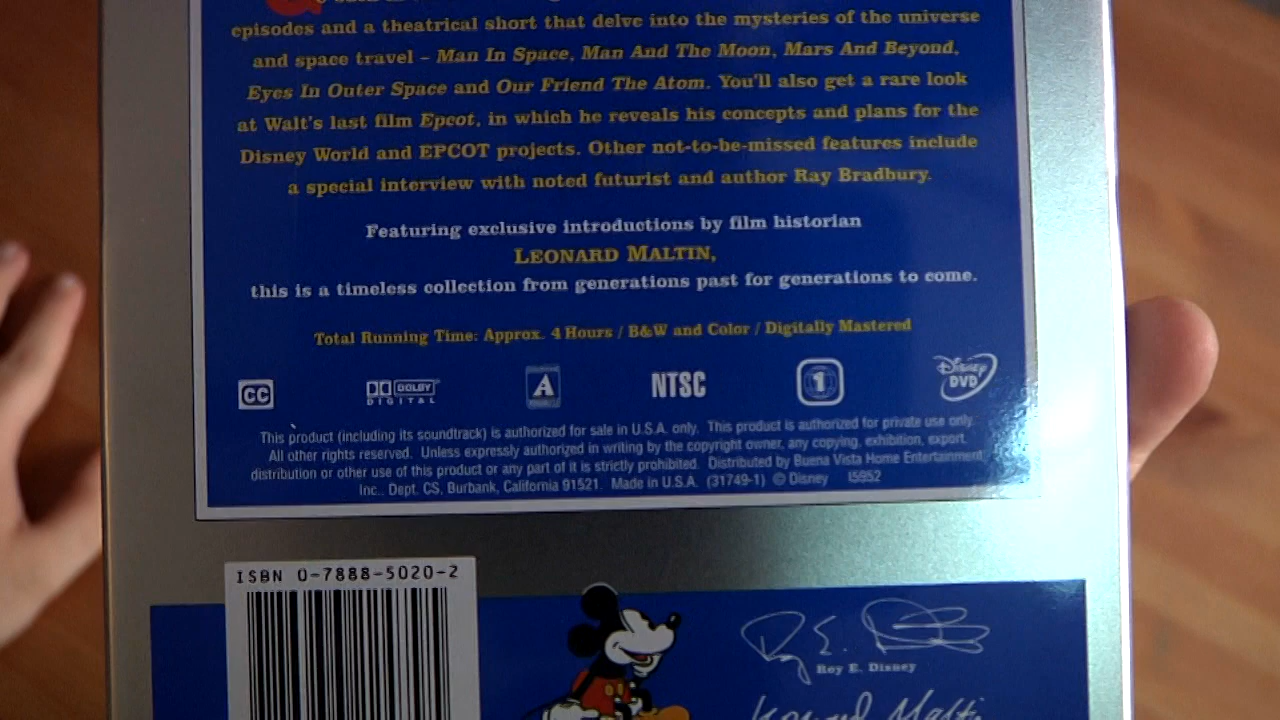 episodes and a theatrical short that delve into the mysteries of the universe
and space travel – Man In Space, Man And The Moon, Mars And Beyond,
Eyes In Outer Space and Our Friend The Atom. You'll also get a rare look
at Walt's last film Epcot, in which he reveals his concepts and plans for the
Disney World and EPCOT projects. Other not-to-be-missed features include
a special interview with noted futurist and author Ray Bradbury.
Featuring exclusive introductions by film historian
LEONARD MALTIN,
this is a timeless collection from generations past for generations to come.
Total Running Time: Approx. 4 Hours / B&W and Color / Digitally Mastered
CC DOLBY DIGITAL A NTSC 1 Disney DVD
This product (including its soundtrack) is authorized for sale in U.S.A. only. This product is authorized for private use only.
All other rights reserved. Unless expressly authorized in writing by the copyright owner, any copying, exhibition, export,
distribution or other use of this product or any part of it is strictly prohibited. Distributed by Buena Vista Home Entertainment,
Inc., Dept. CS, Burbank, California 91521. Made in U.S.A. (31749-1) © Disney 15952
ISBN 0-7888-5020-2
Roy E. Disney
Roy E. Disney
Leonard Maltin